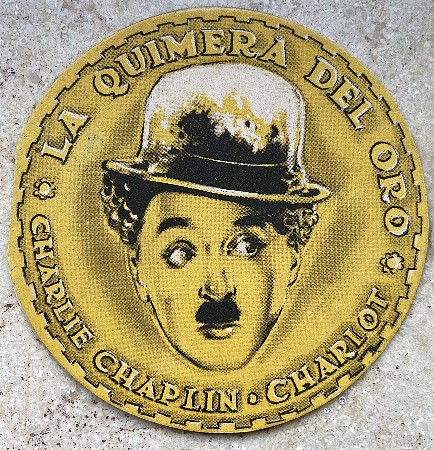 LA QUIMERA DEL ORO
CHARLIE CHAPLIN · CHARLOT